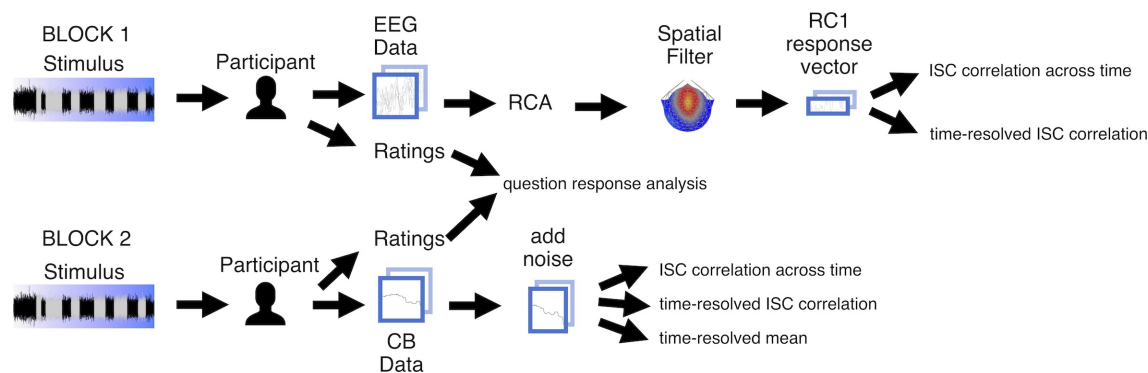 BLOCK 1
Stimulus
Participant
EEG
Data
RCA
Spatial
Filter
RC1
response
vector
ISC correlation across time
time-resolved ISC correlation
Ratings
question response analysis
BLOCK 2
Stimulus
Participant
Ratings
CB
Data
add
noise
ISC correlation across time
time-resolved ISC correlation
time-resolved mean